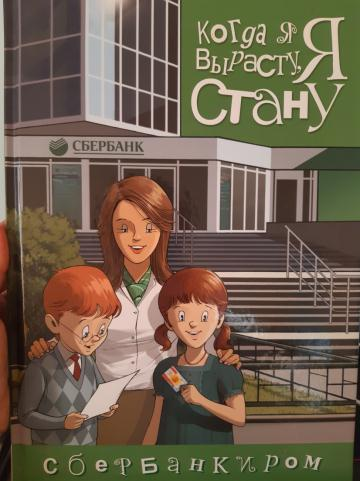 Когда я
вырасту, я
стану
СБЕРБАНК
Сбербанкиром